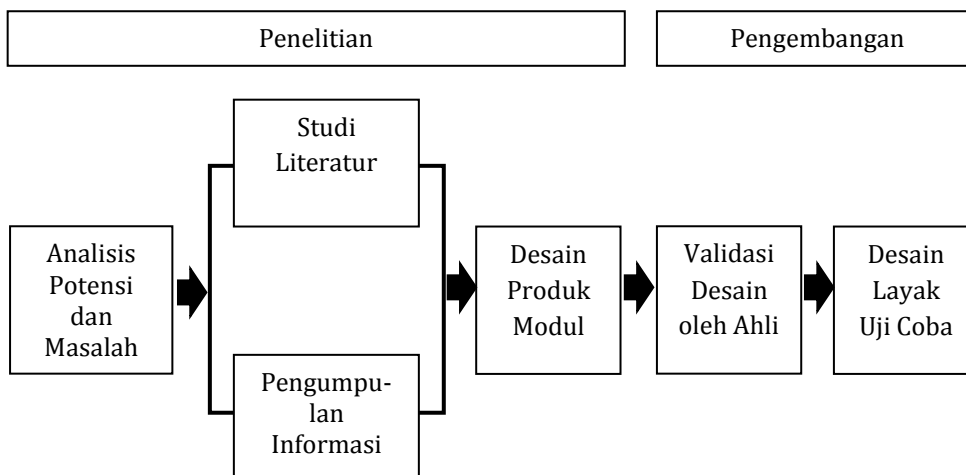 Penelitian
Pengembangan
Studi
Literatur
Analisis
Potensi
dan
Masalah
Pengumpu-
lan
Informasi
Desain
Produk
Modul
Validasi
Desain
oleh Ahli
Desain
Layak
Uji Coba